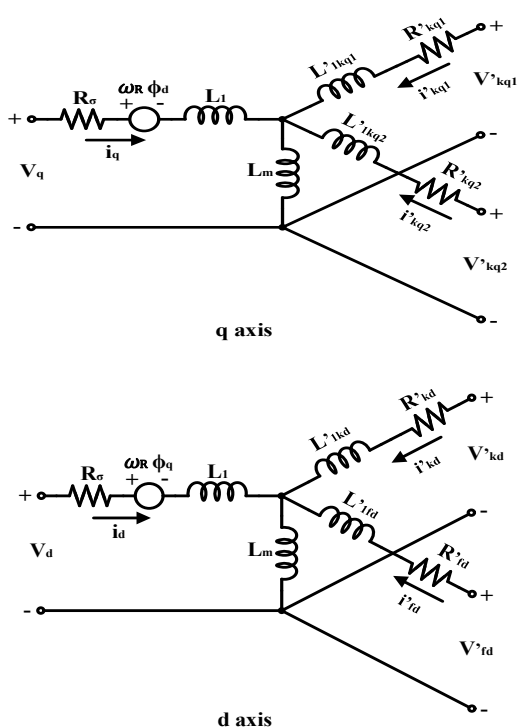 R'kq1
+
L'1kq1
i'kq1
V'kq1
ωR ϕd
Rσ
+ -
L1
L'1kq2
+
iq
-
Vq
Lm
R'kq2
i'kq2
+
-
V'kq2
q axis
-
R'kd
+
L'1kd
i'kd
V'kd
ωR ϕq
Rσ
+ -
L1
L'1fd
+
id
-
Vd
Lm
R'fd
i'fd
+
-
V'fd
-
d axis